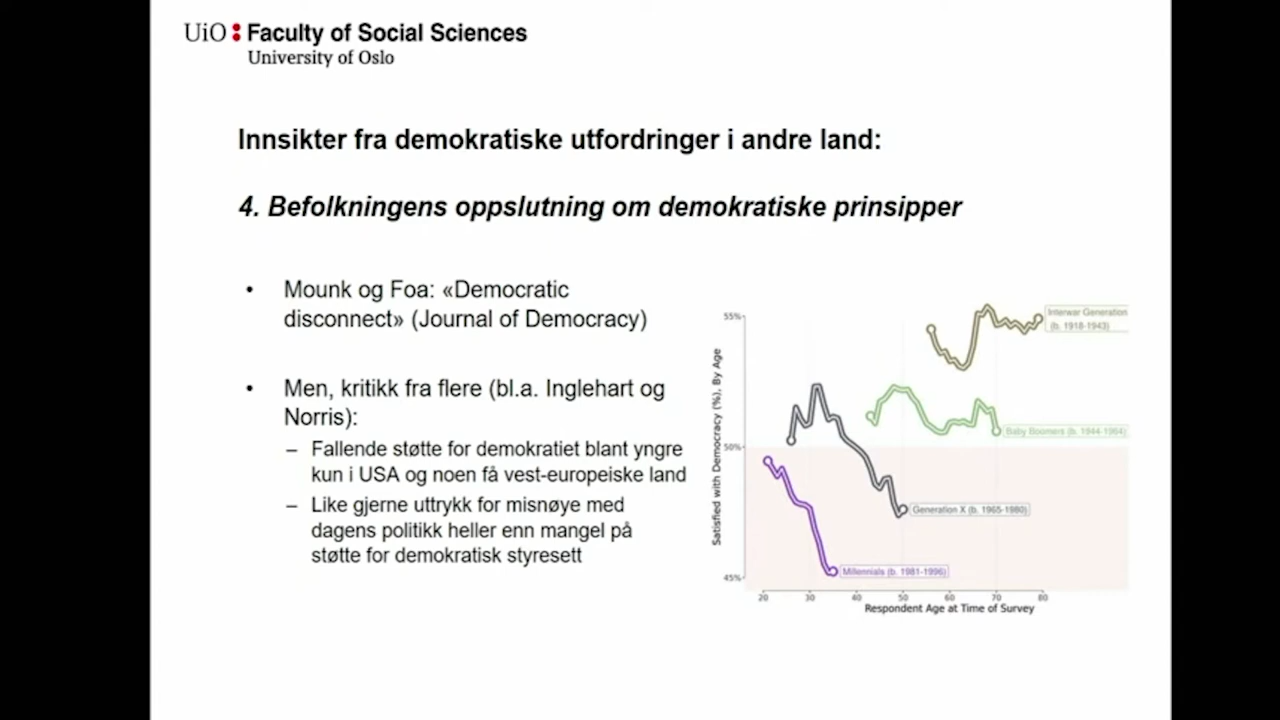 UiO Faculty of Social Sciences
University of Oslo
Innsikter fra demokratiske utfordringer i andre land:
4. Befolkningens oppslutning om demokratiske prinsipper
• Mounk og Foa: «Democratic
disconnect» (Journal of Democracy)
• Men, kritikk fra flere (bl.a. Inglehart og
Norris):
– Fallende støtte for demokratiet blant yngre
kun i USA og noen få vest-europeiske land
– Like gjerne uttrykk for misnøye med
dagens politikk heller enn mangel på
støtte for demokratisk styresett
Satisfied with Democracy (%), By Age
55%
50%
45%
Interwar Generation
(b. 1918-1943)
Baby Boomers (b. 1944-1964)
Generation X (b. 1965-1980)
Millennials (b. 1981-1996)
20 30 40 50 60 70 80
Respondent Age at Time of Survey